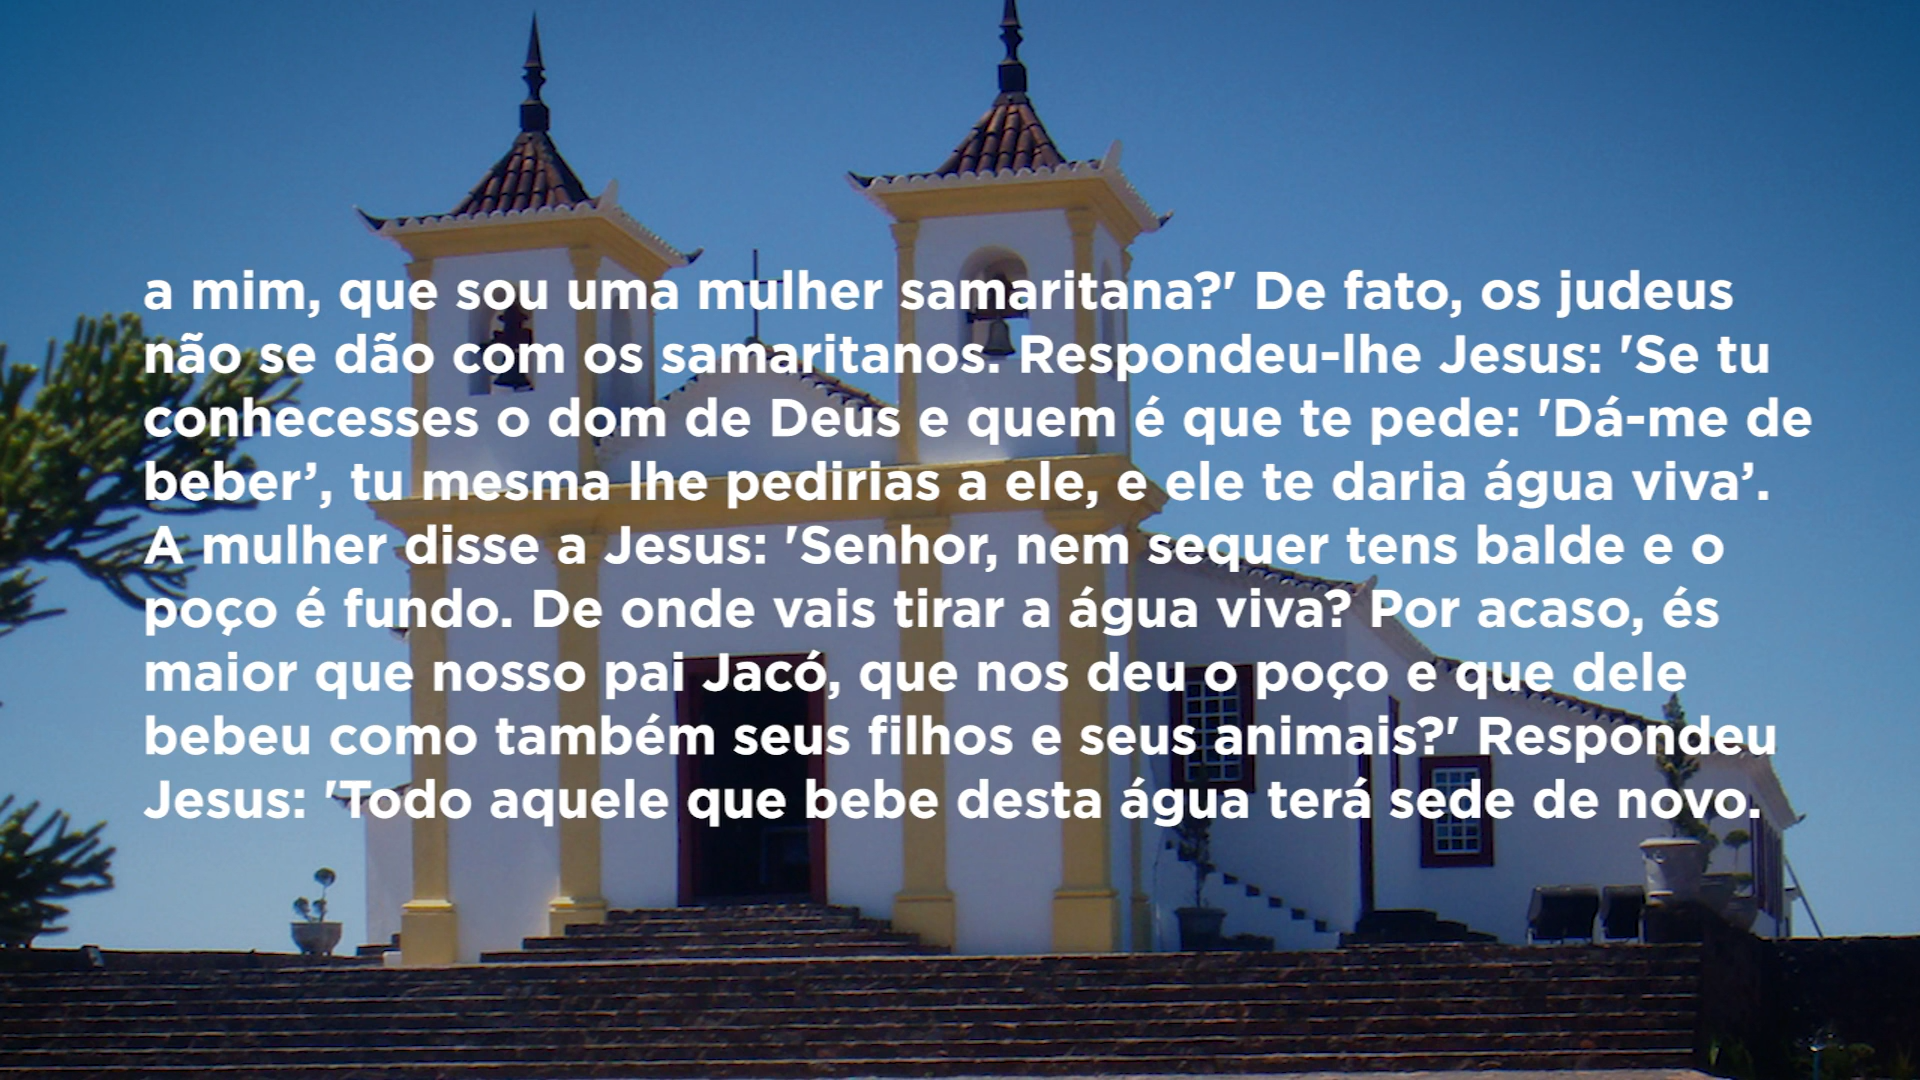 a mim, que sou uma mulher samaritana?' De fato, os judeus
não se dão com os samaritanos. Respondeu-lhe Jesus: 'Se tu
conhecesses o dom de Deus e quem é que te pede: 'Dá-me de
beber’, tu mesma lhe pedirias a ele, e ele te daria água viva’.
A mulher disse a Jesus: 'Senhor, nem sequer tens balde e o
poço é fundo. De onde vais tirar a água viva? Por acaso, és
maior que nosso pai Jacó, que nos deu o poço e que dele
bebeu como também seus filhos e seus animais?' Respondeu
Jesus: 'Todo aquele que bebe desta água terá sede de novo.